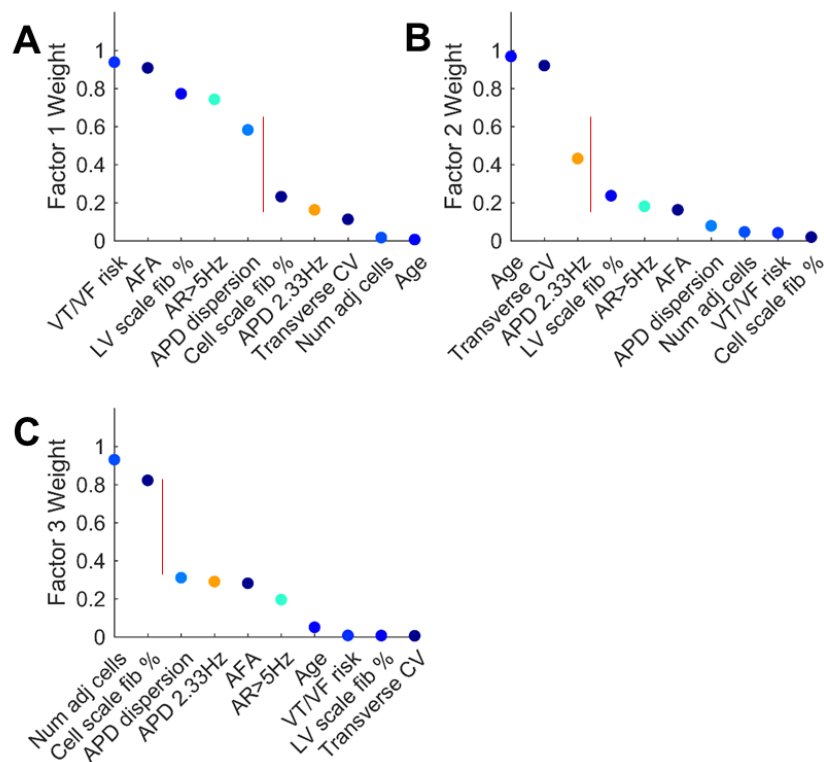 A
Factor 1 Weight
1
0.8
0.6
0.4
0.2
0
VT/VF risk
AFA
LV scale fib %
AR>5Hz
APD dispersion
Cell scale fib %
APD 2.33Hz
Transverse CV
Num adj cells
Age
B
Factor 2 Weight
1
0.8
0.6
0.4
0.2
0
Age
Transverse CV
APD 2.33Hz
LV scale fib %
AR>5Hz
AFA
APD dispersion
Num adj cells
VT/VF risk
Cell scale fib %
C
Factor 3 Weight
1
0.8
0.6
0.4
0.2
0
Num adj cells
Cell scale fib %
APD dispersion
APD 2.33Hz
AFA
AR>5Hz
Age
VT/VF risk
LV scale fib %
Transverse CV